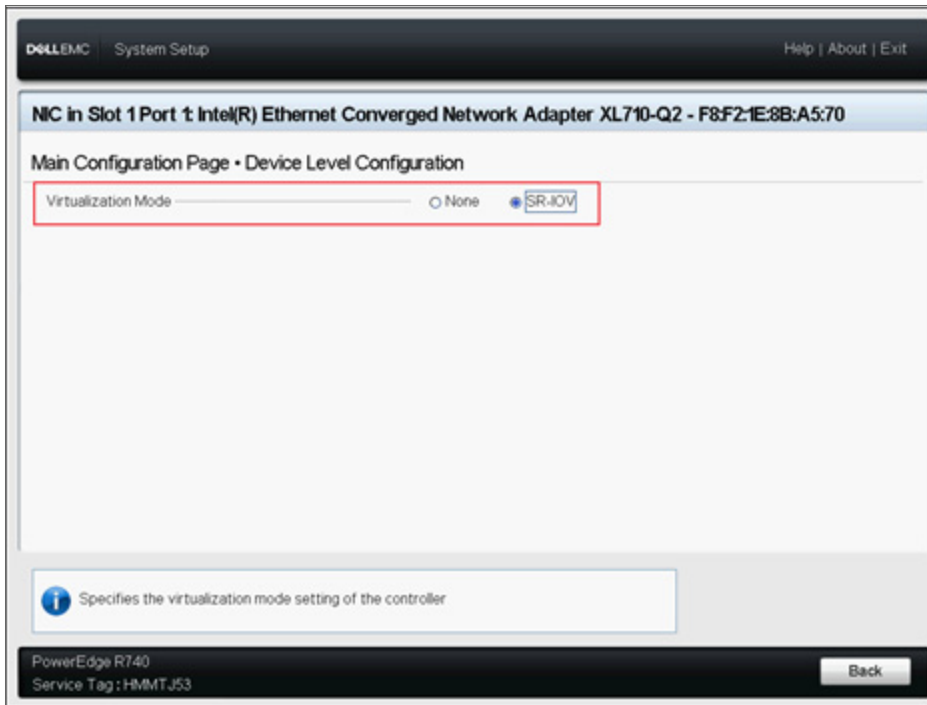 DELLEMC System Setup Help | About | Exit
NIC in Slot 1 Port 1: Intel(R) Ethernet Converged Network Adapter XL710-Q2 - F8:F2:1E:8B:A5:70
Main Configuration Page • Device Level Configuration
Virtualization Mode None SR-IOV
Specifies the virtualization mode setting of the controller
PowerEdge R740
Service Tag : HMMTJ53
Back